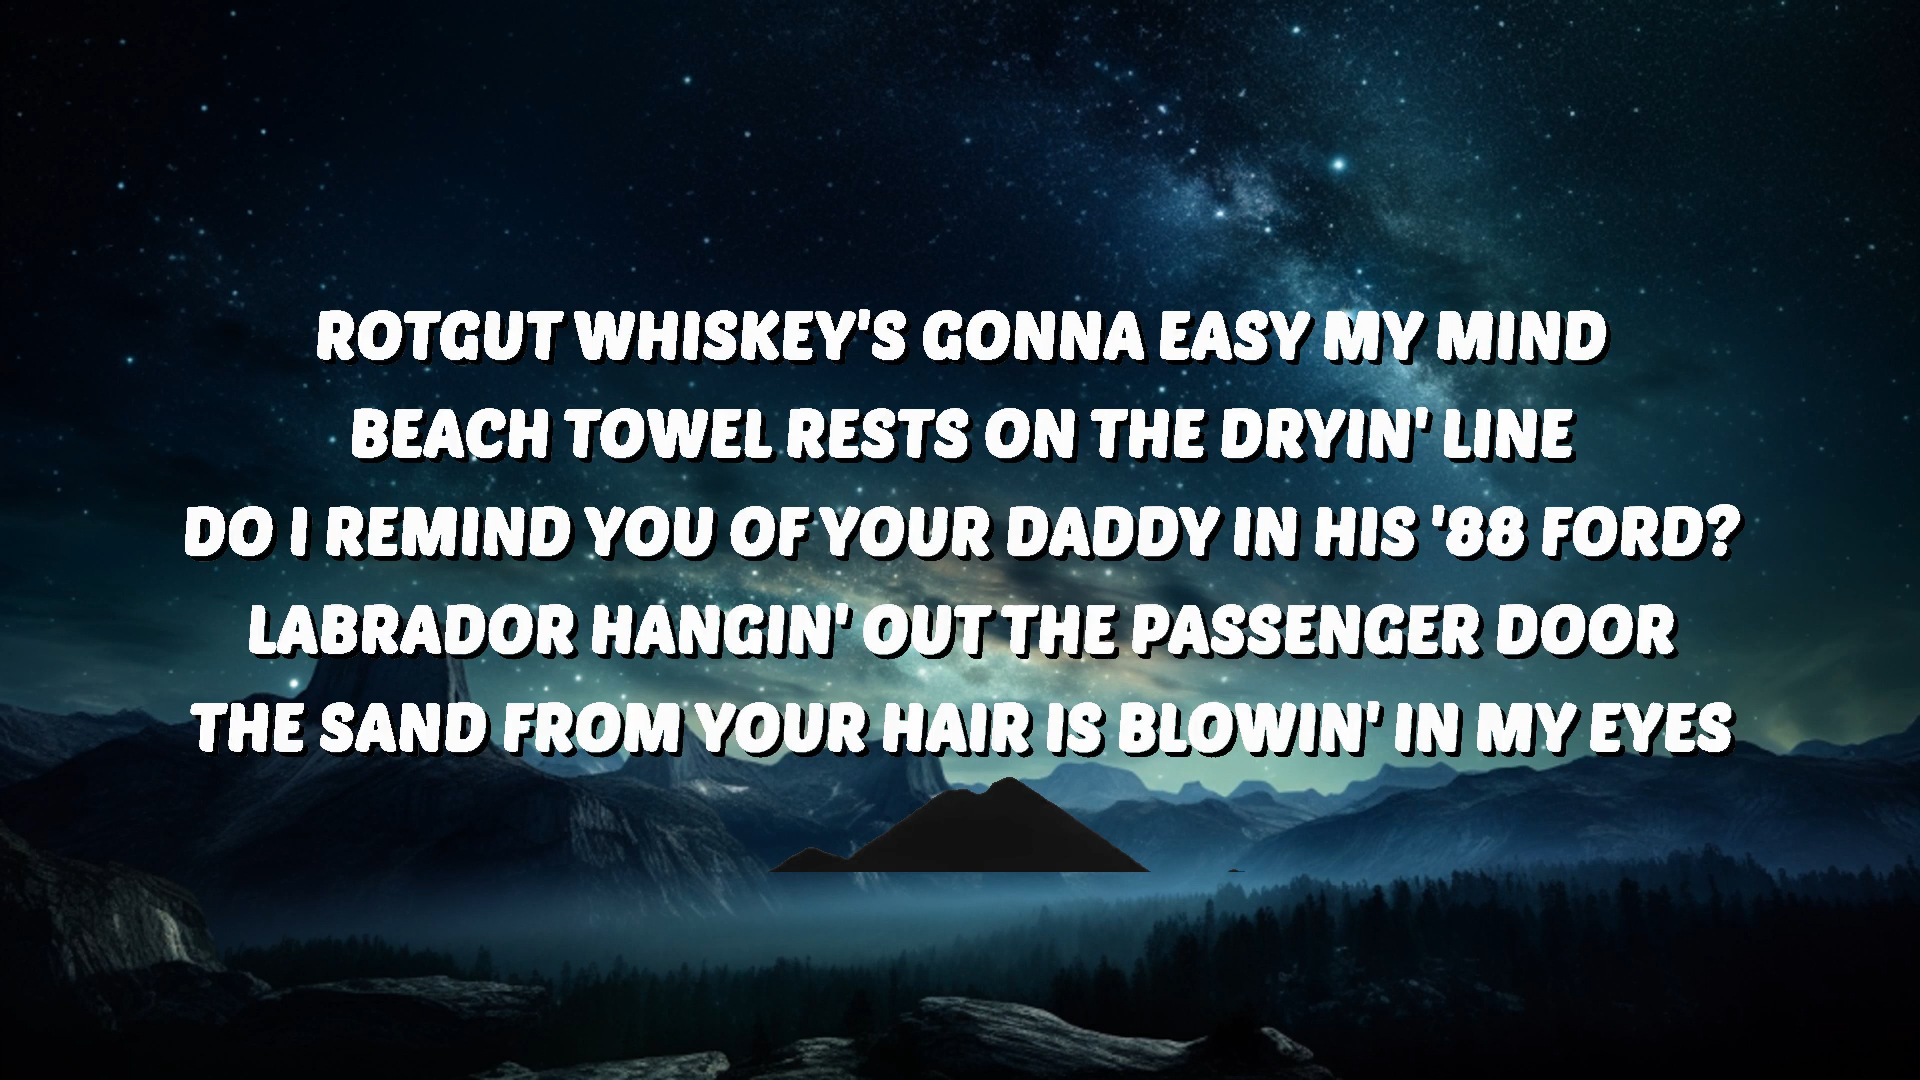 ROTGUT WHISKEY'S GONNA EASY MY MIND
BEACH TOWEL RESTS ON THE DRYIN' LINE
DO I REMIND YOU OF YOUR DADDY IN HIS '88 FORD?
LABRADOR HANGIN' OUT THE PASSENGER DOOR
THE SAND FROM YOUR HAIR IS BLOWIN' IN MY EYES